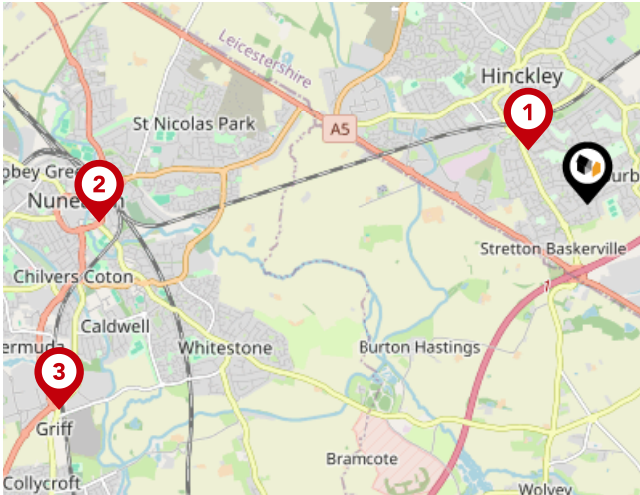 Leicestershire
Hinckley
1
St Nicolas Park
A5
2
Stretton Baskerville
1
Chilvers Coton
Caldwell
Whitestone
Burton Hastings
3
Griff
Bramcote
Collycroft
Wolvey